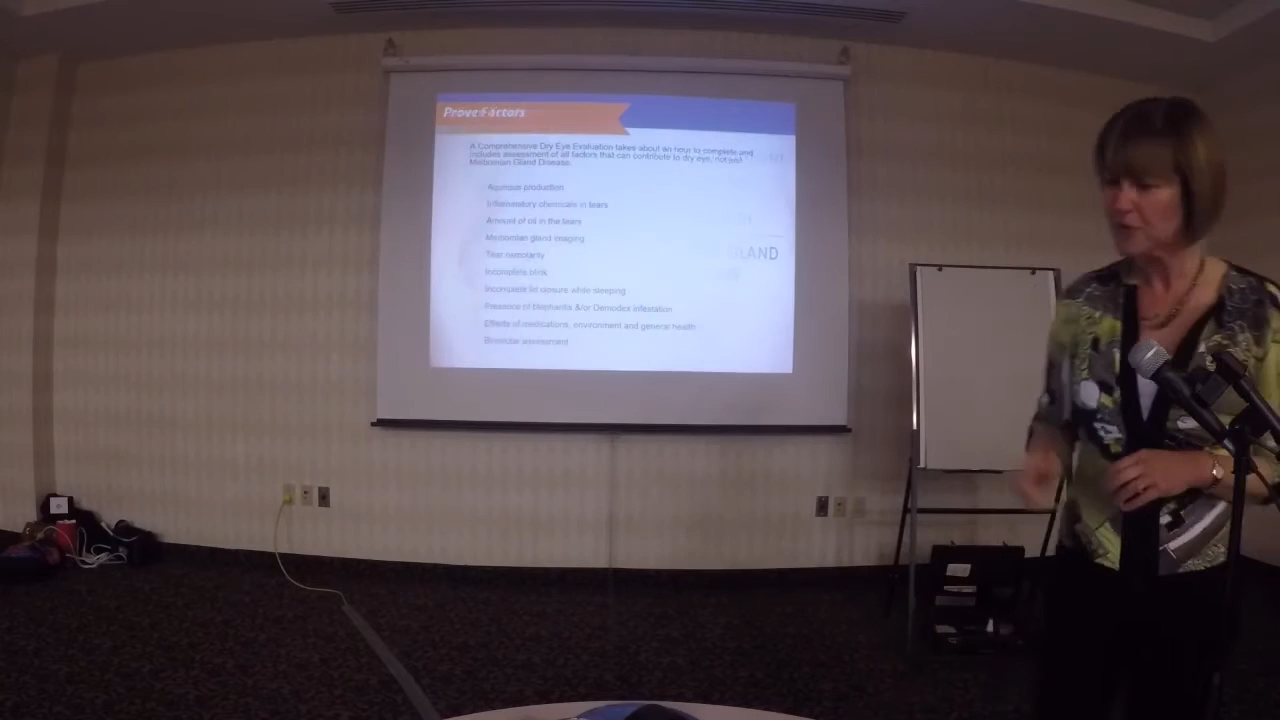 Prove Factors
A Comprehensive Dry Eye Evaluation takes about an hour to complete and
includes assessment of all factors that can contribute to dry eye, not just
Meibomian Gland Disease.
Aqueous production
Inflammatory chemicals in tears
Amount of oil in the tears
Meibomian gland imaging
Tear osmolarity
GLAND
Incomplete blink
Incomplete lid closure while sleeping
Presence of blepharitis &/or Demodex infestation
Effects of medications, environment and general health
Binocular assessment